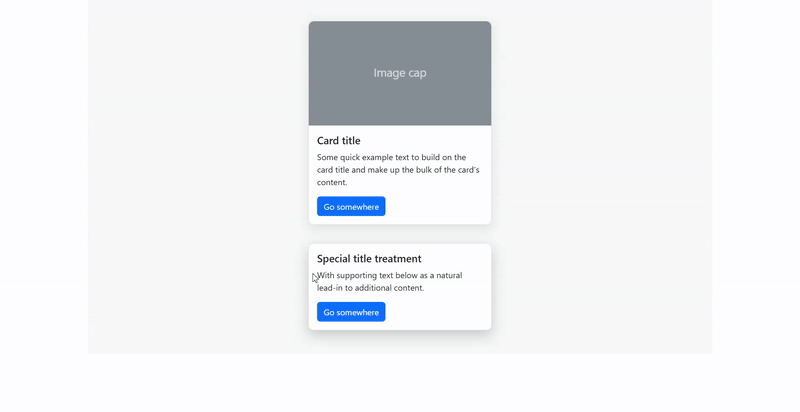 Image cap
Card title
Some quick example text to build on the
card title and make up the bulk of the card's
content.
Go somewhere
Special title treatment
With supporting text below as a natural
lead-in to additional content.
Go somewhere